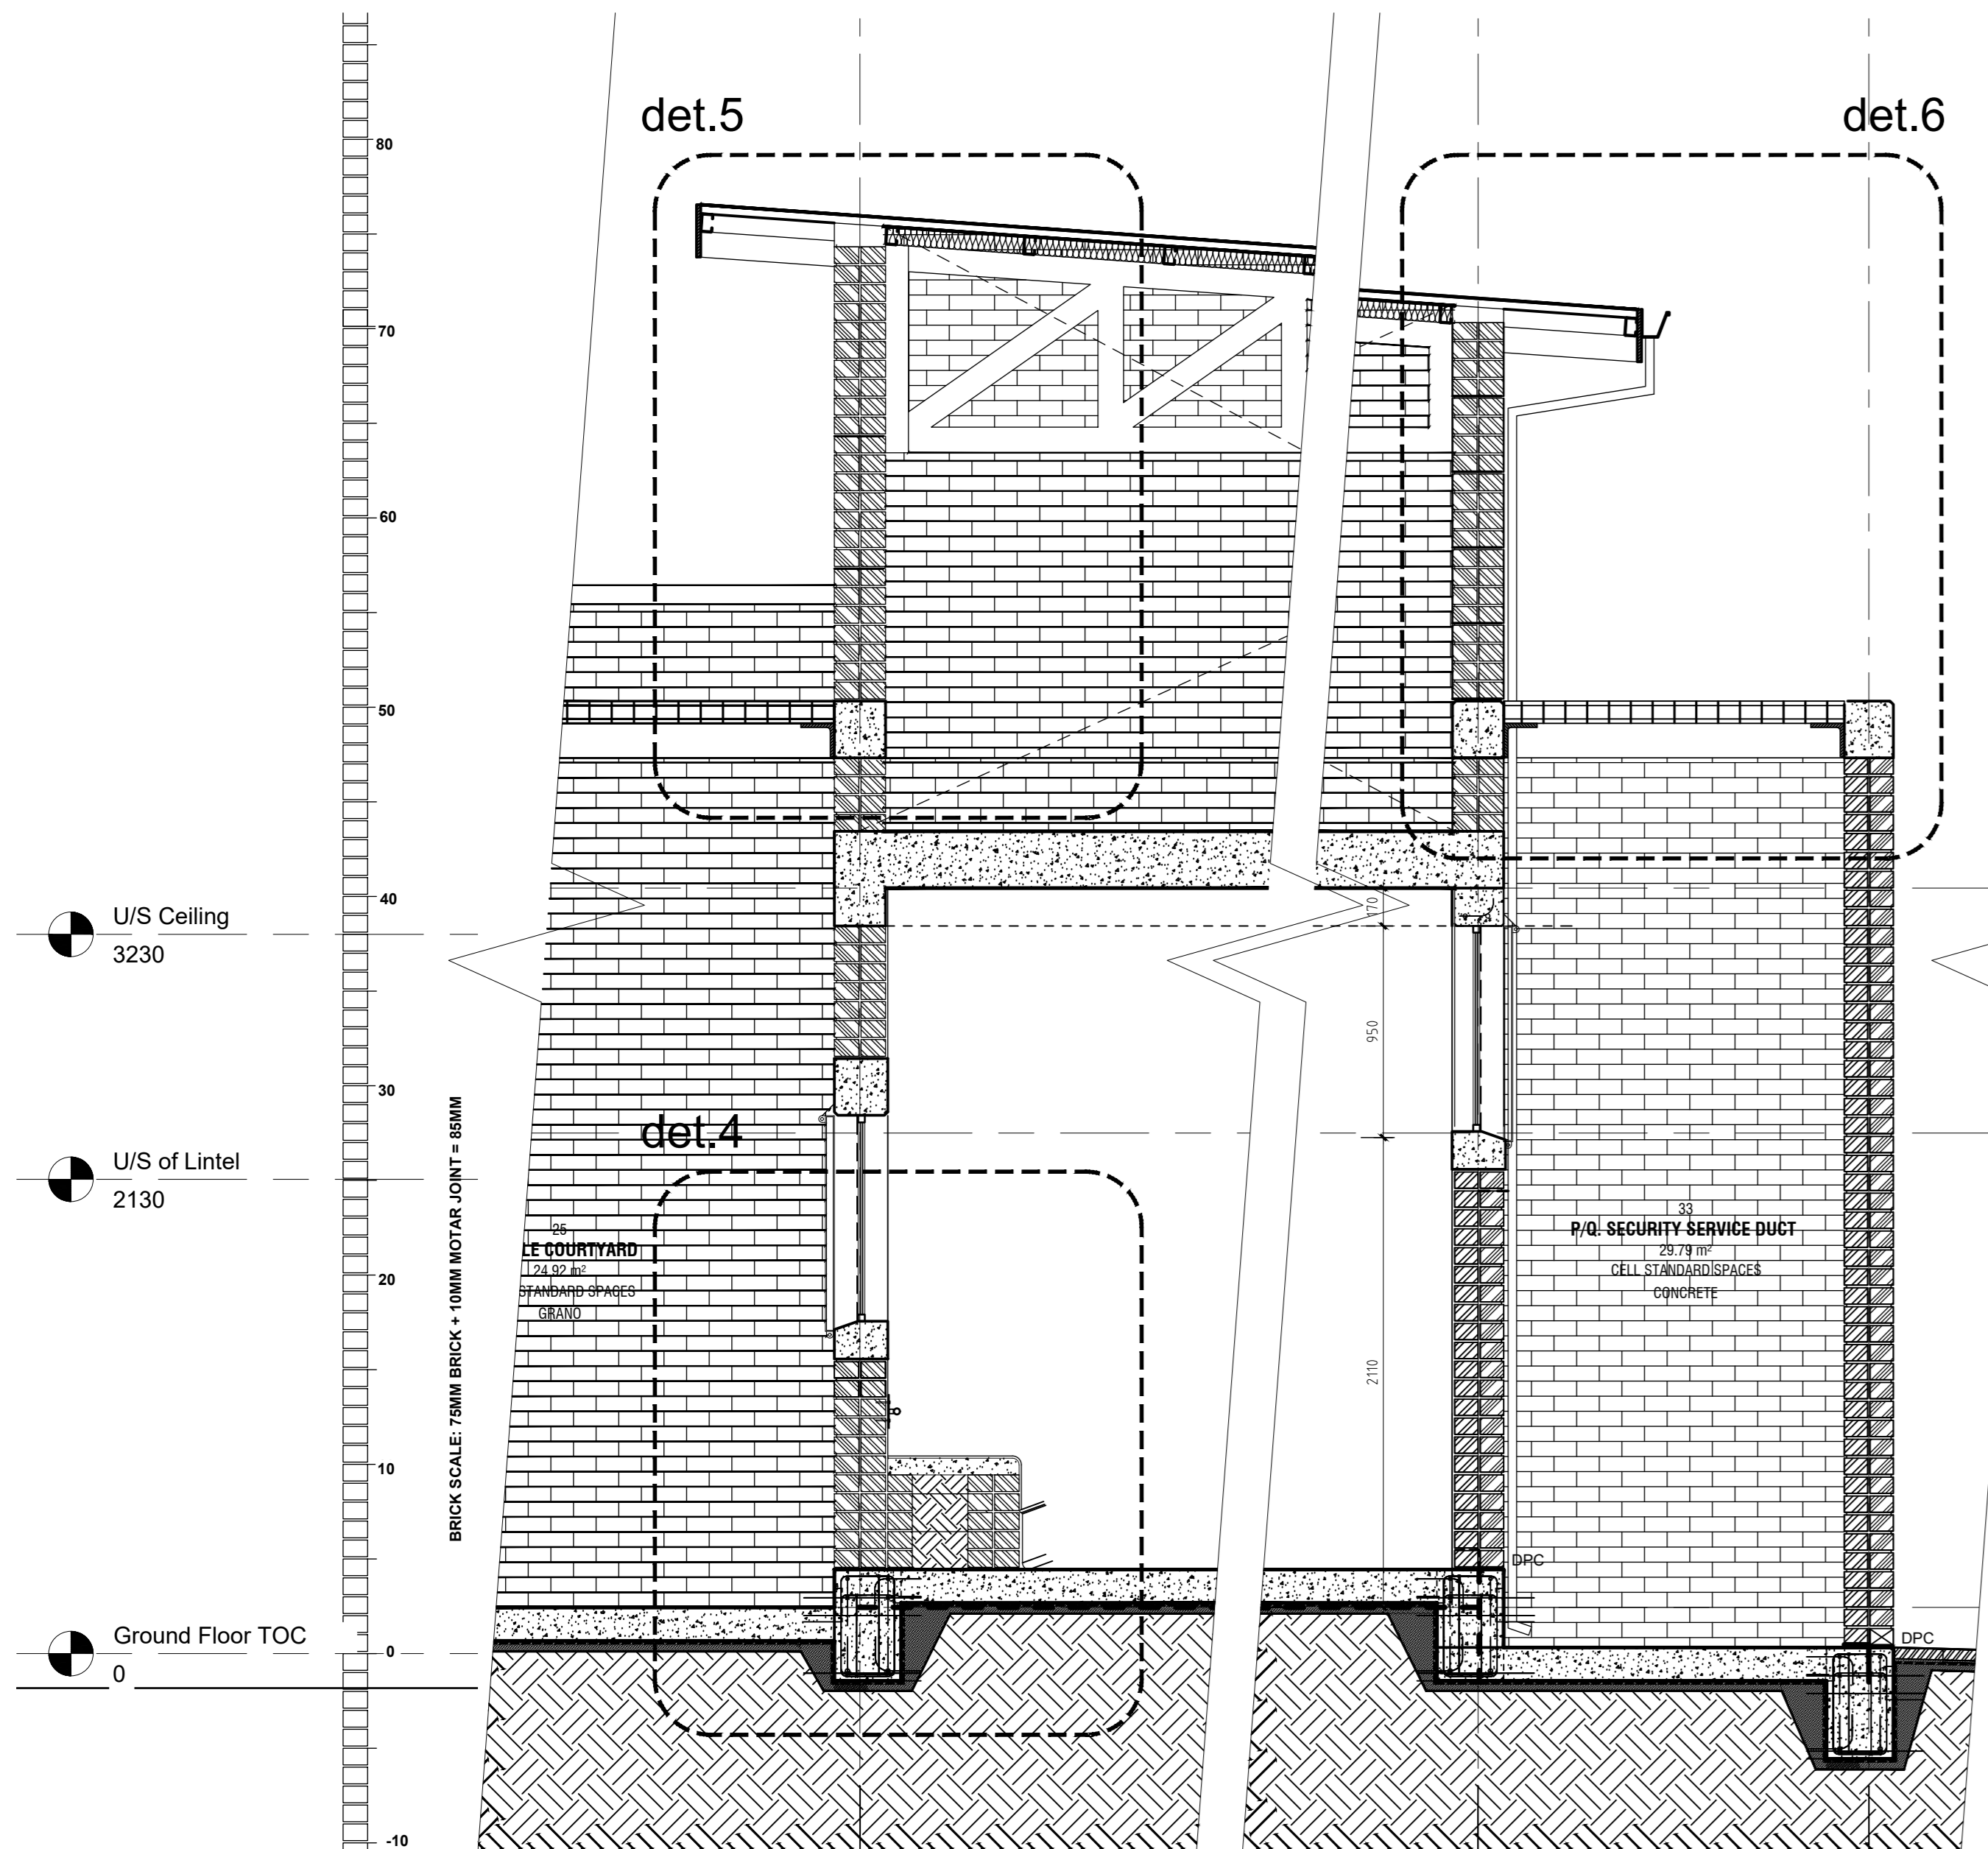 det.5
det.6
80
70
60
50
40
U/S Ceiling
3230
170
950
30
BRICK SCALE: 75MM BRICK + 10MM MOTAR JOINT = 85MM
det.4
U/S of Lintel
2130
25
LE COURTYARD
24.92 m²
STANDARD SPACES
GRANO
33
P/Q. SECURITY SERVICE DUCT
29.79 m²
CELL STANDARD SPACES
CONCRETE
20
2110
10
DPC
Ground Floor TOC
0
0
DPC
-10